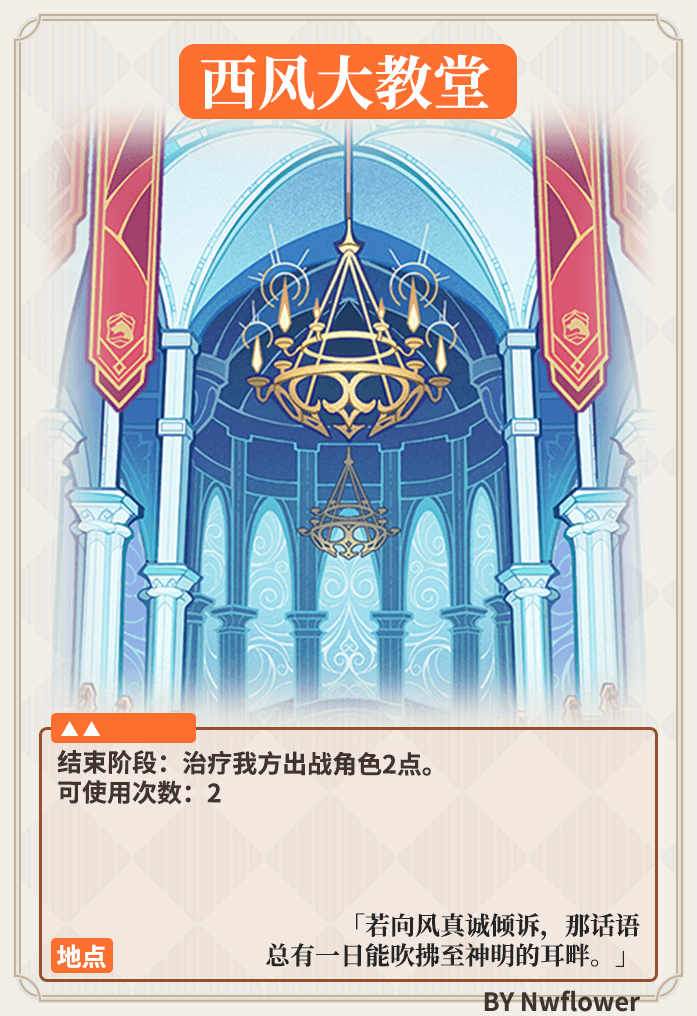 西风大教堂
结束阶段：治疗我方出战角色2点。
可使用次数：2
「若向风真诚倾诉，那话语
总有一日能吹拂至神明的耳畔。」
地点
BY Nwflower